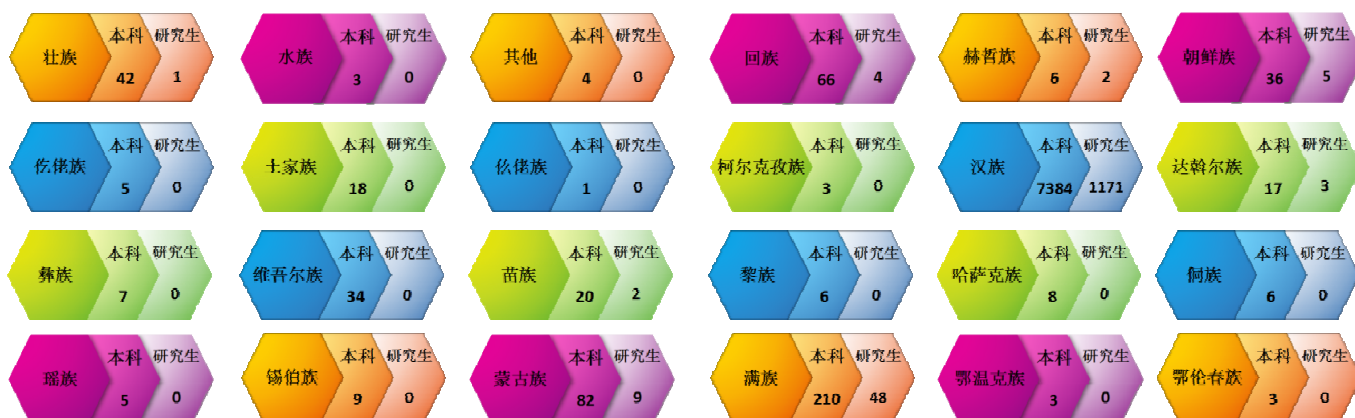 壮族 本科 研究生 42 1
水族 本科 研究生 3 0
其他 本科 研究生 4 0
回族 本科 研究生 66 4
赫哲族 本科 研究生 6 2
朝鲜族 本科 研究生 36 5
仡佬族 本科 研究生 5 0
土家族 本科 研究生 18 0
仫佬族 本科 研究生 1 0
柯尔克孜族 本科 研究生 3 0
汉族 本科 研究生 7384 1171
达斡尔族 本科 研究生 17 3
彝族 本科 研究生 7 0
维吾尔族 本科 研究生 34 0
苗族 本科 研究生 20 2
黎族 本科 研究生 6 0
哈萨克族 本科 研究生 8 0
侗族 本科 研究生 6 0
瑶族 本科 研究生 5 0
锡伯族 本科 研究生 9 0
蒙古族 本科 研究生 82 9
满族 本科 研究生 210 48
鄂温克族 本科 研究生 3 0
鄂伦春族 本科 研究生 3 0